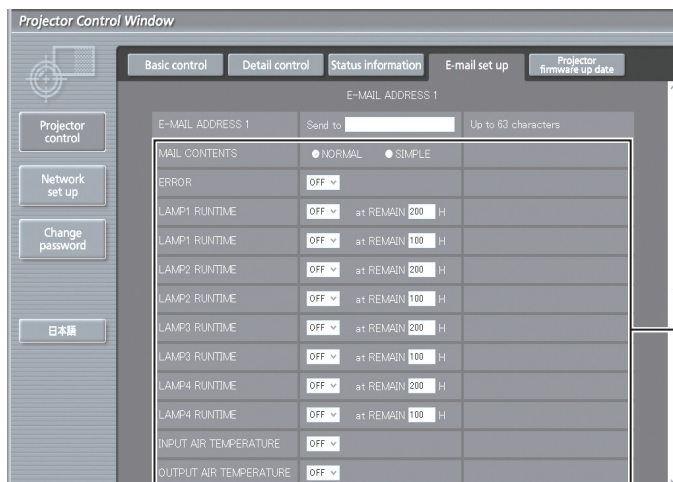 Projector Control Window
Basic control Detail control Status information E-mail set up Projector firmware up date
E-MAIL ADDRESS 1
Projector control
Network set up
Change password
日本語
E-MAIL ADDRESS 1 Send to Up to 63 characters
MAIL CONTENTS NORMAL SIMPLE
ERROR OFF
LAMP1 RUNTIME OFF at REMAIN 200 H
LAMP1 RUNTIME OFF at REMAIN 100 H
LAMP2 RUNTIME OFF at REMAIN 200 H
LAMP2 RUNTIME OFF at REMAIN 100 H
LAMP3 RUNTIME OFF at REMAIN 200 H
LAMP3 RUNTIME OFF at REMAIN 100 H
LAMP4 RUNTIME OFF at REMAIN 200 H
LAMP4 RUNTIME OFF at REMAIN 100 H
INPUT AIR TEMPERATURE OFF
OUTPUT AIR TEMPERATURE OFF